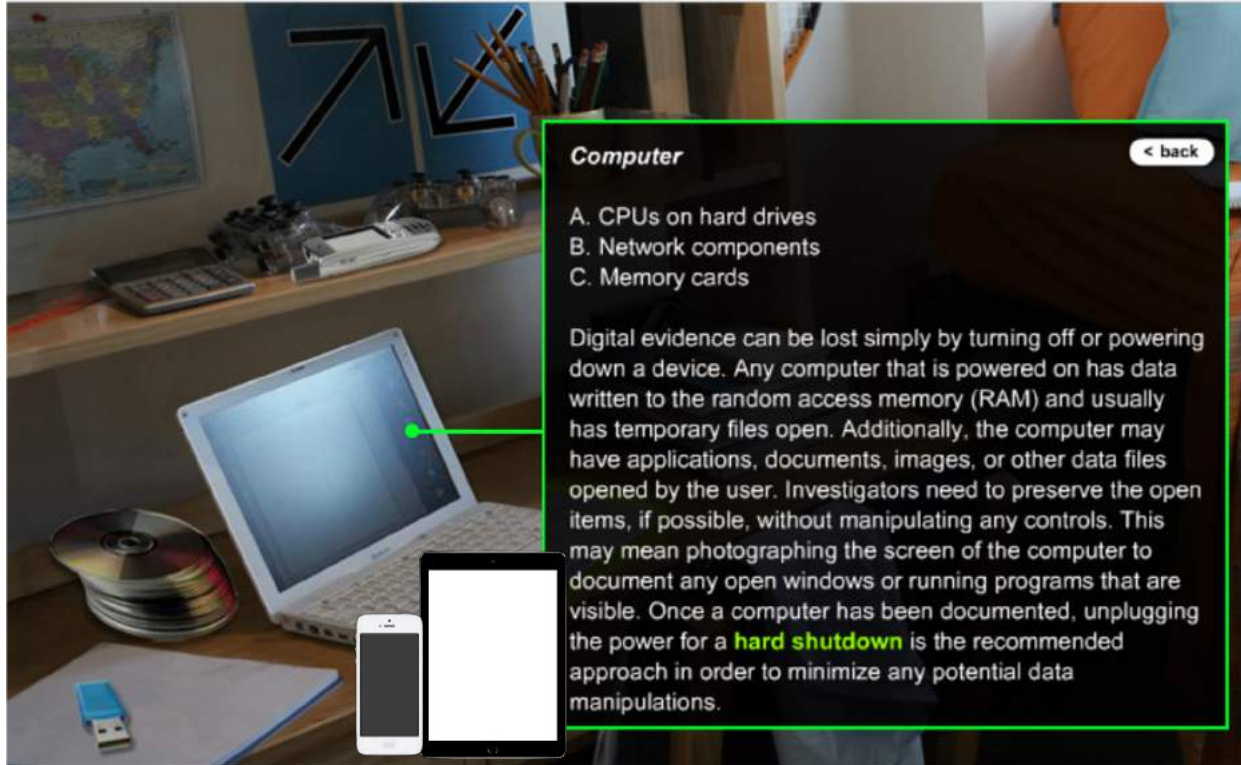 Computer
< back
A. CPUs on hard drives
B. Network components
C. Memory cards
Digital evidence can be lost simply by turning off or powering
down a device. Any computer that is powered on has data
written to the random access memory (RAM) and usually
has temporary files open. Additionally, the computer may
have applications, documents, images, or other data files
opened by the user. Investigators need to preserve the open
items, if possible, without manipulating any controls. This
may mean photographing the screen of the computer to
document any open windows or running programs that are
visible. Once a computer has been documented, unplugging
the power for a hard shutdown is the recommended
approach in order to minimize any potential data
manipulations.